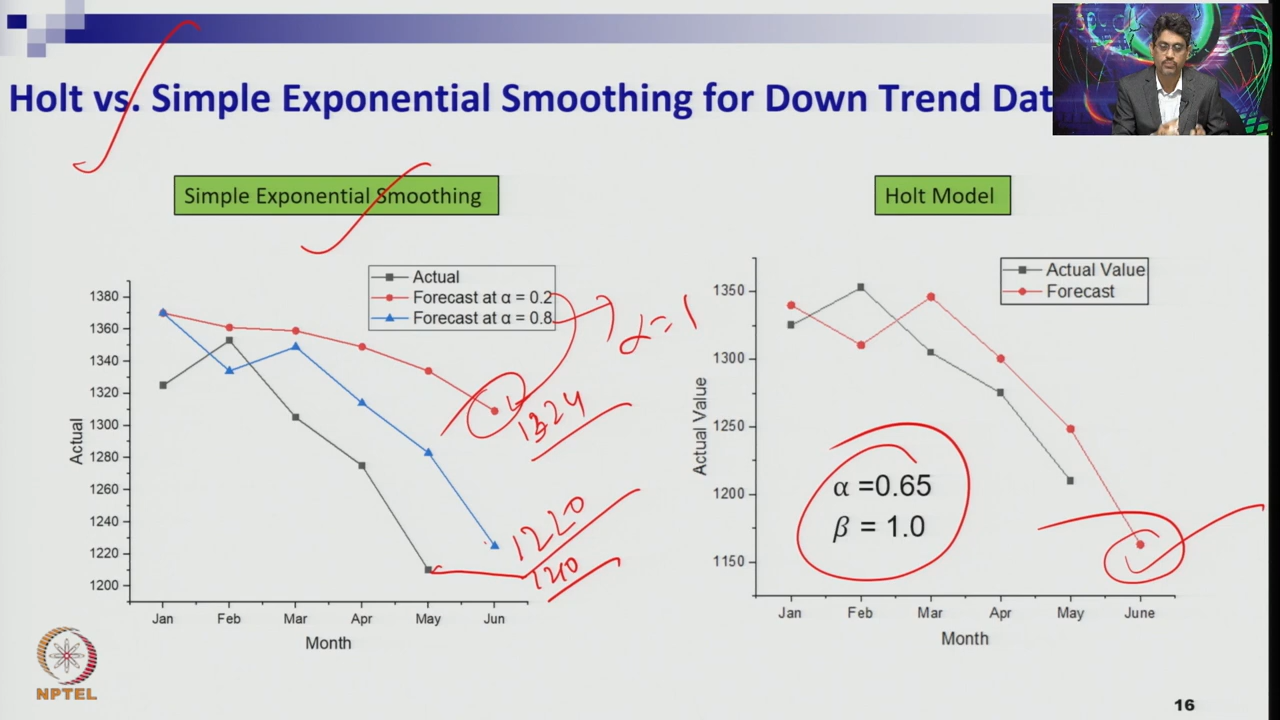 Holt vs. Simple Exponential Smoothing for Down Trend Dat
Simple Exponential Smoothing
Actual
Forecast at α = 0.2
Forecast at α = 0.8
α = 1
1380
1360
1340
1320
1300
1280
1260
1240
1220
1200
Actual
1324
1220
1210
Jan Feb Mar Apr May Jun
Month
Holt Model
Actual Value
Forecast
1350
1300
1250
1200
1150
Actual Value
α =0.65
β = 1.0
Jan Feb Mar Apr May June
Month
NPTEL
16